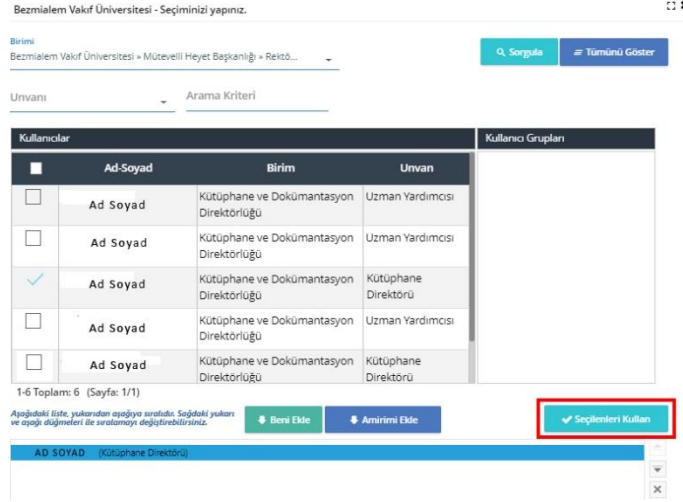 Bezmialem Vakıf Üniversitesi - Seçiminizi yapınız.
Birimi
Bezmialem Vakıf Üniversitesi » Mütevelli Heyet Başkanlığı » Rektö...
Sorgula
Tümünü Göster
Unvanı
Arama Kriteri
Kullanıcılar
Kullanıcı Grupları
Ad-Soyad Birim Unvan
Ad Soyad Kütüphane ve Dokümantasyon Uzman Yardımcısı
Direktörlüğü
Ad Soyad Kütüphane ve Dokümantasyon Uzman Yardımcısı
Direktörlüğü
Ad Soyad Kütüphane ve Dokümantasyon Kütüphane
Direktörlüğü Direktörü
Ad Soyad Kütüphane ve Dokümantasyon Uzman Yardımcısı
Direktörlüğü
Ad Soyad Kütüphane ve Dokümantasyon Kütüphane
Direktörlüğü Direktörü
1-6 Toplam: 6 (Sayfa: 1/1)
Aşağıdaki liste, yukarıdan aşağıya sıralıdır. Sağdaki yukarı
ve aşağı düğmeleri ile sıralamayı değiştirebilirsiniz.
Beni Ekle
Amirimi Ekle
Seçilenleri Kullan
AD SOYAD (Kütüphane Direktörü)